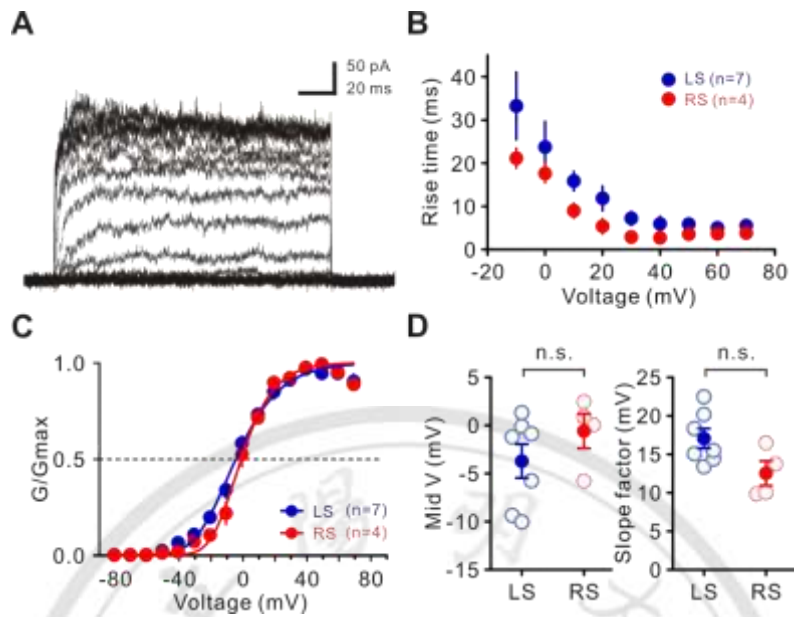 A
50 pA
20 ms
B
Rise time (ms)
40
30
20
10
0
-20 0 20 40 60 80
Voltage (mV)
LS (n=7)
RS (n=4)
C
G/Gmax
1.0
0.5
0.0
-80 -40 0 40 80
Voltage (mV)
LS (n=7)
RS (n=4)
D
n.s.
Mid V (mV)
5
0
-5
-10
-15
LS RS
n.s.
Slope factor (mV)
25
20
15
10
5
0
LS RS